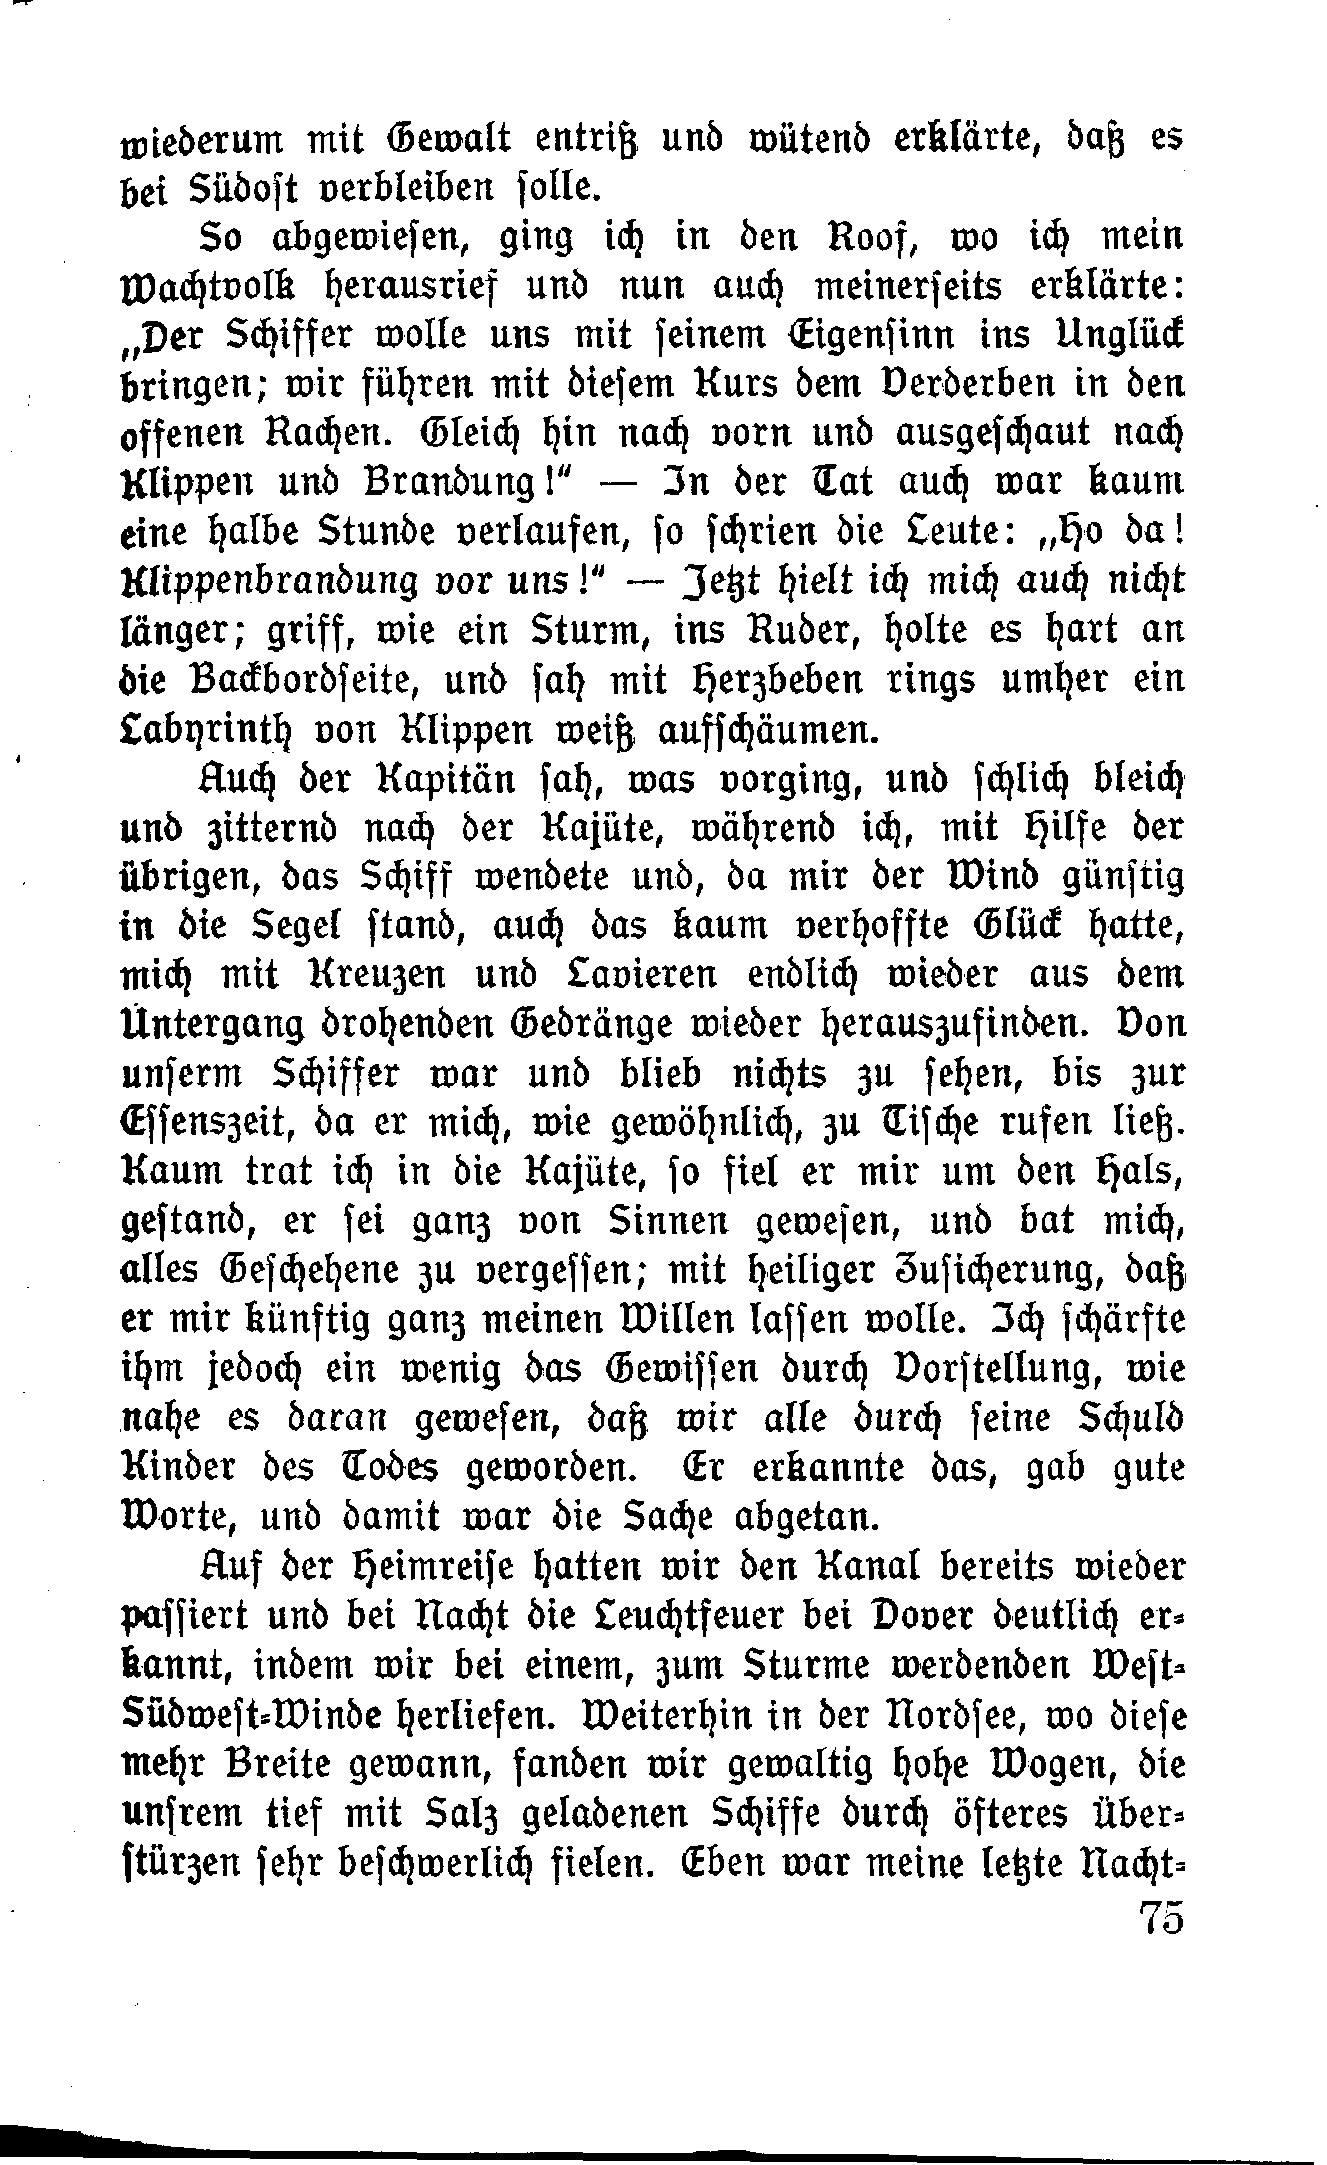 wiederum mit Gewalt entriß und wütend erklärte, daß es
bei Südost verbleiben solle.
So abgewiesen, ging ich in den Roof, wo ich mein
Wachtvolk herausrief und nun auch meinerseits erklärte:
„Der Schiffer wolle uns mit seinem Eigensinn ins Unglück
bringen; wir führen mit diesem Kurs dem Verderben in den
offenen Rachen. Gleich hin nach vorn und ausgeschaut nach
Klippen und Brandung!“ — In der Tat auch war kaum
eine halbe Stunde verlaufen, so schrien die Leute: „Ho da!
Klippenbrandung vor uns!“ — Jetzt hielt ich mich auch nicht
länger; griff, wie ein Sturm, ins Ruder, holte es hart an
die Backbordseite, und sah mit Herzbeben rings umher ein
Labyrinth von Klippen weiß aufschäumen.
Auch der Kapitän sah, was vorging, und schlich bleich
und zitternd nach der Kajüte, während ich, mit Hilfe der
übrigen, das Schiff wendete und, da mir der Wind günstig
in die Segel stand, auch das kaum verhoffte Glück hatte,
mich mit Kreuzen und Lavieren endlich wieder aus dem
Untergang drohenden Gedränge wieder herauszufinden. Von
unserm Schiffer war und blieb nichts zu sehen, bis zur
Essenszeit, da er mich, wie gewöhnlich, zu Tische rufen ließ.
Kaum trat ich in die Kajüte, so fiel er mir um den Hals,
gestand, er sei ganz von Sinnen gewesen, und bat mich,
alles Geschehene zu vergessen; mit heiliger Zusicherung, daß
er mir künftig ganz meinen Willen lassen wolle. Ich schärfte
ihm jedoch ein wenig das Gewissen durch Vorstellung, wie
nahe es daran gewesen, daß wir alle durch seine Schuld
Kinder des Todes geworden. Er erkannte das, gab gute
Worte, und damit war die Sache abgetan.
Auf der Heimreise hatten wir den Kanal bereits wieder
passiert und bei Nacht die Leuchtfeuer bei Dover deutlich er-
kannt, indem wir bei einem, zum Sturme werdenden West-
Südwest-Winde herliefen. Weiterhin in der Nordsee, wo diese
mehr Breite gewann, fanden wir gewaltig hohe Wogen, die
unsrem tief mit Salz geladenen Schiffe durch öfteres Über-
stürzen sehr beschwerlich fielen. Eben war meine letzte Nacht-
75